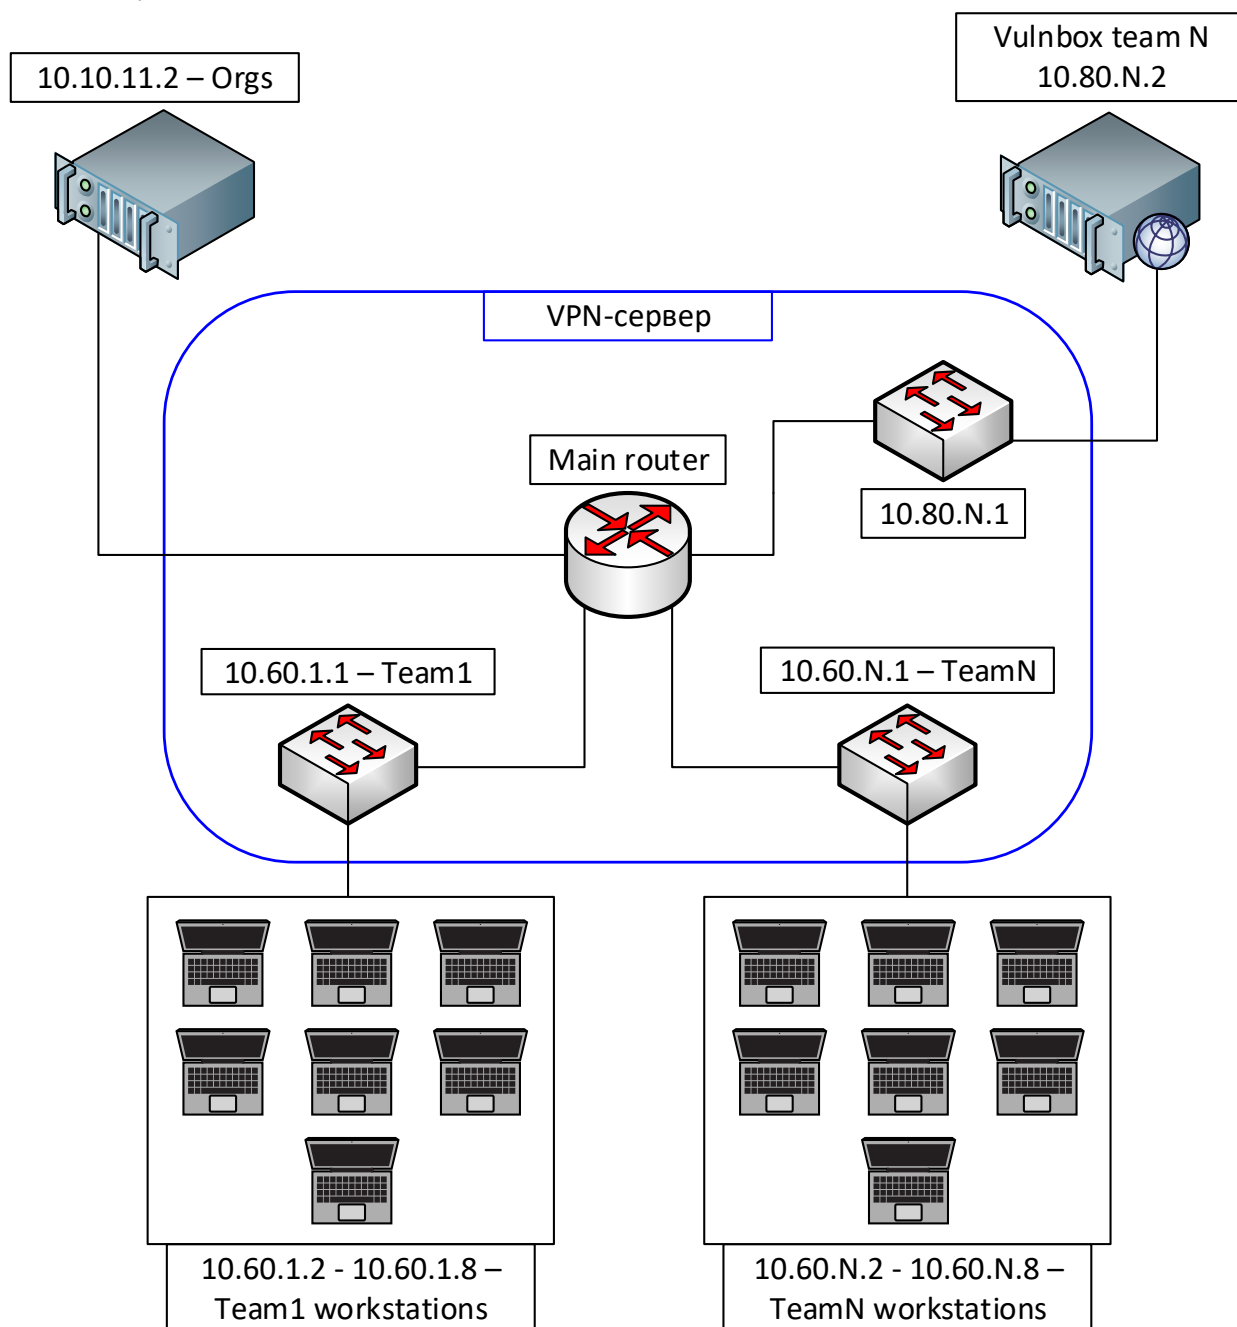 10.10.11.2 – Orgs
Vulnbox team N
10.80.N.2
VPN-сервер
Main router
10.80.N.1
10.60.1.1 – Team1
10.60.N.1 – TeamN
10.60.1.2 - 10.60.1.8 –
Team1 workstations
10.60.N.2 - 10.60.N.8 –
TeamN workstations